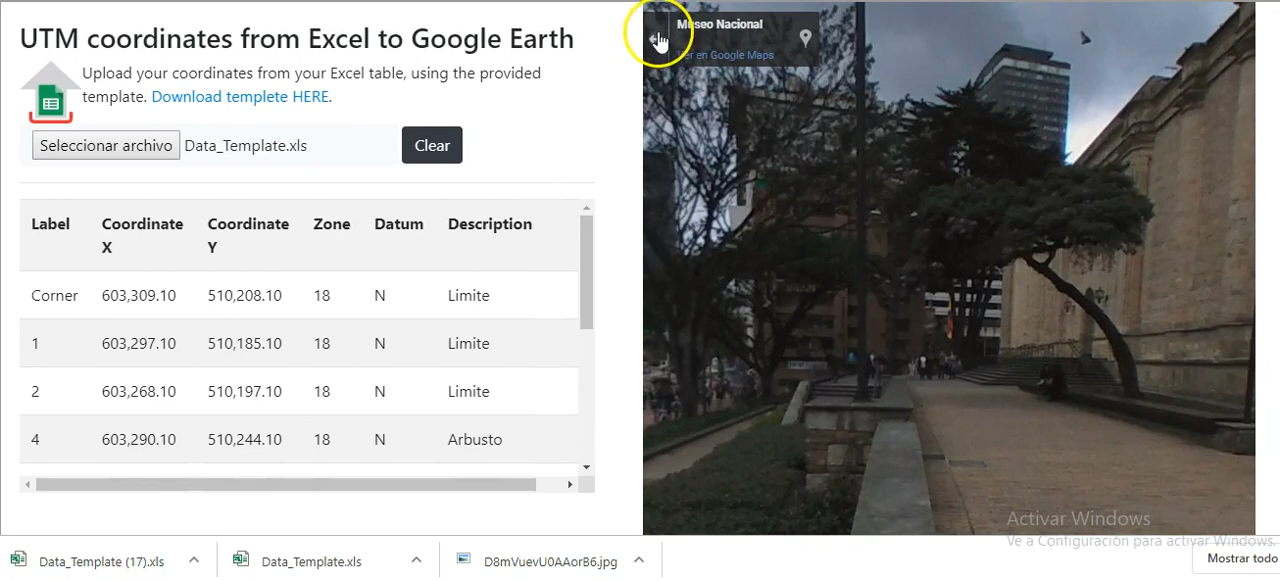 UTM coordinates from Excel to Google Earth
Upload your coordinates from your Excel table, using the provided
template. Download templete HERE.
Seleccionar archivo Data_Template.xls Clear
Label Coordinate X Coordinate Y Zone Datum Description
Corner 603,309.10 510,208.10 18 N Limite
1 603,297.10 510,185.10 18 N Limite
2 603,268.10 510,197.10 18 N Limite
4 603,290.10 510,244.10 18 N Arbusto
Museo Nacional
Ver en Google Maps
Activar Windows
Ve a Configuración para activar Windows.
Data_Template (17).xls
Data_Template.xls
D8mVuevU0AAorB6.jpg
Mostrar todo